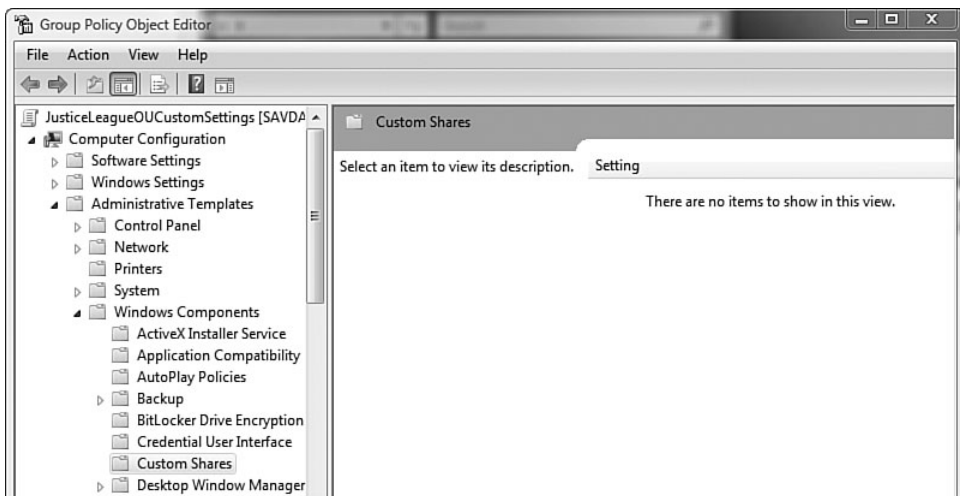 Group Policy Object Editor
File Action View Help
JusticeLeagueOUCustomSettings [SAVDA
Computer Configuration
Software Settings
Windows Settings
Administrative Templates
Control Panel
Network
Printers
System
Windows Components
ActiveX Installer Service
Application Compatibility
AutoPlay Policies
Backup
BitLocker Drive Encryption
Credential User Interface
Custom Shares
Desktop Window Manager
Custom Shares
Select an item to view its description.
Setting
There are no items to show in this view.